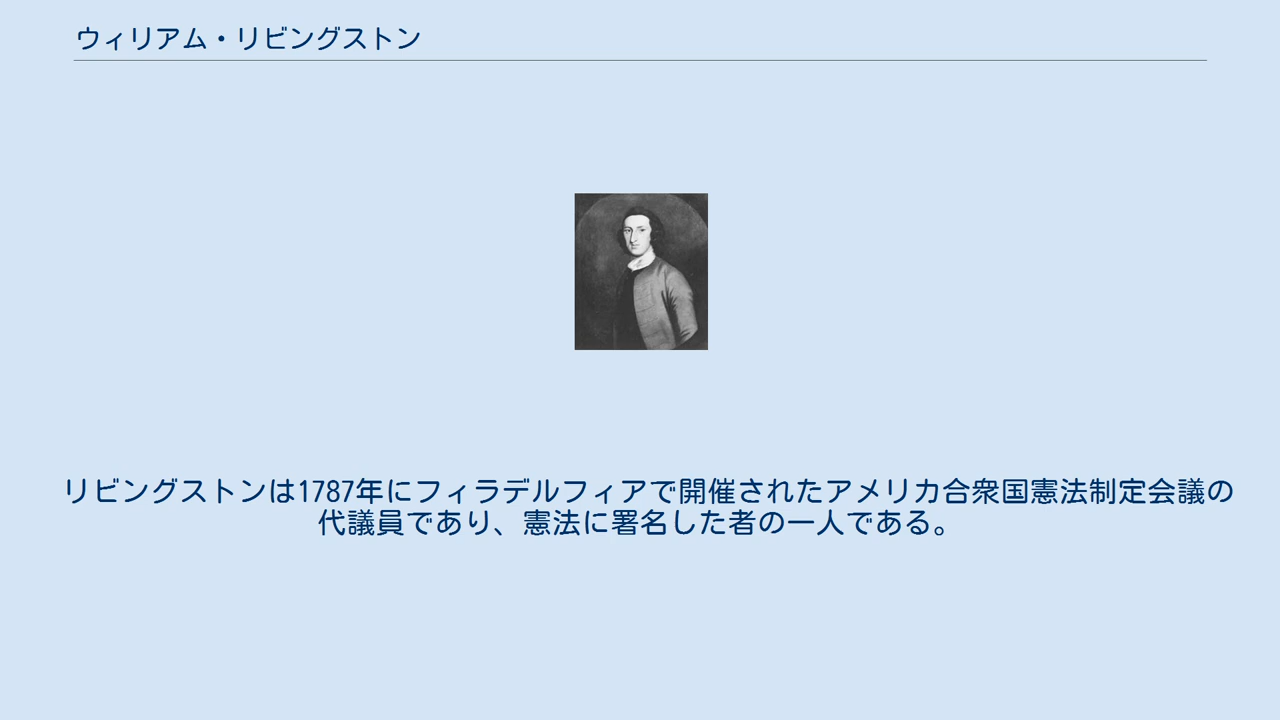 ウィリアム・リビングストン
リビングストンは1787年にフィラデルフィアで開催されたアメリカ合衆国憲法制定会議の
代議員であり、憲法に署名した者の一人である。